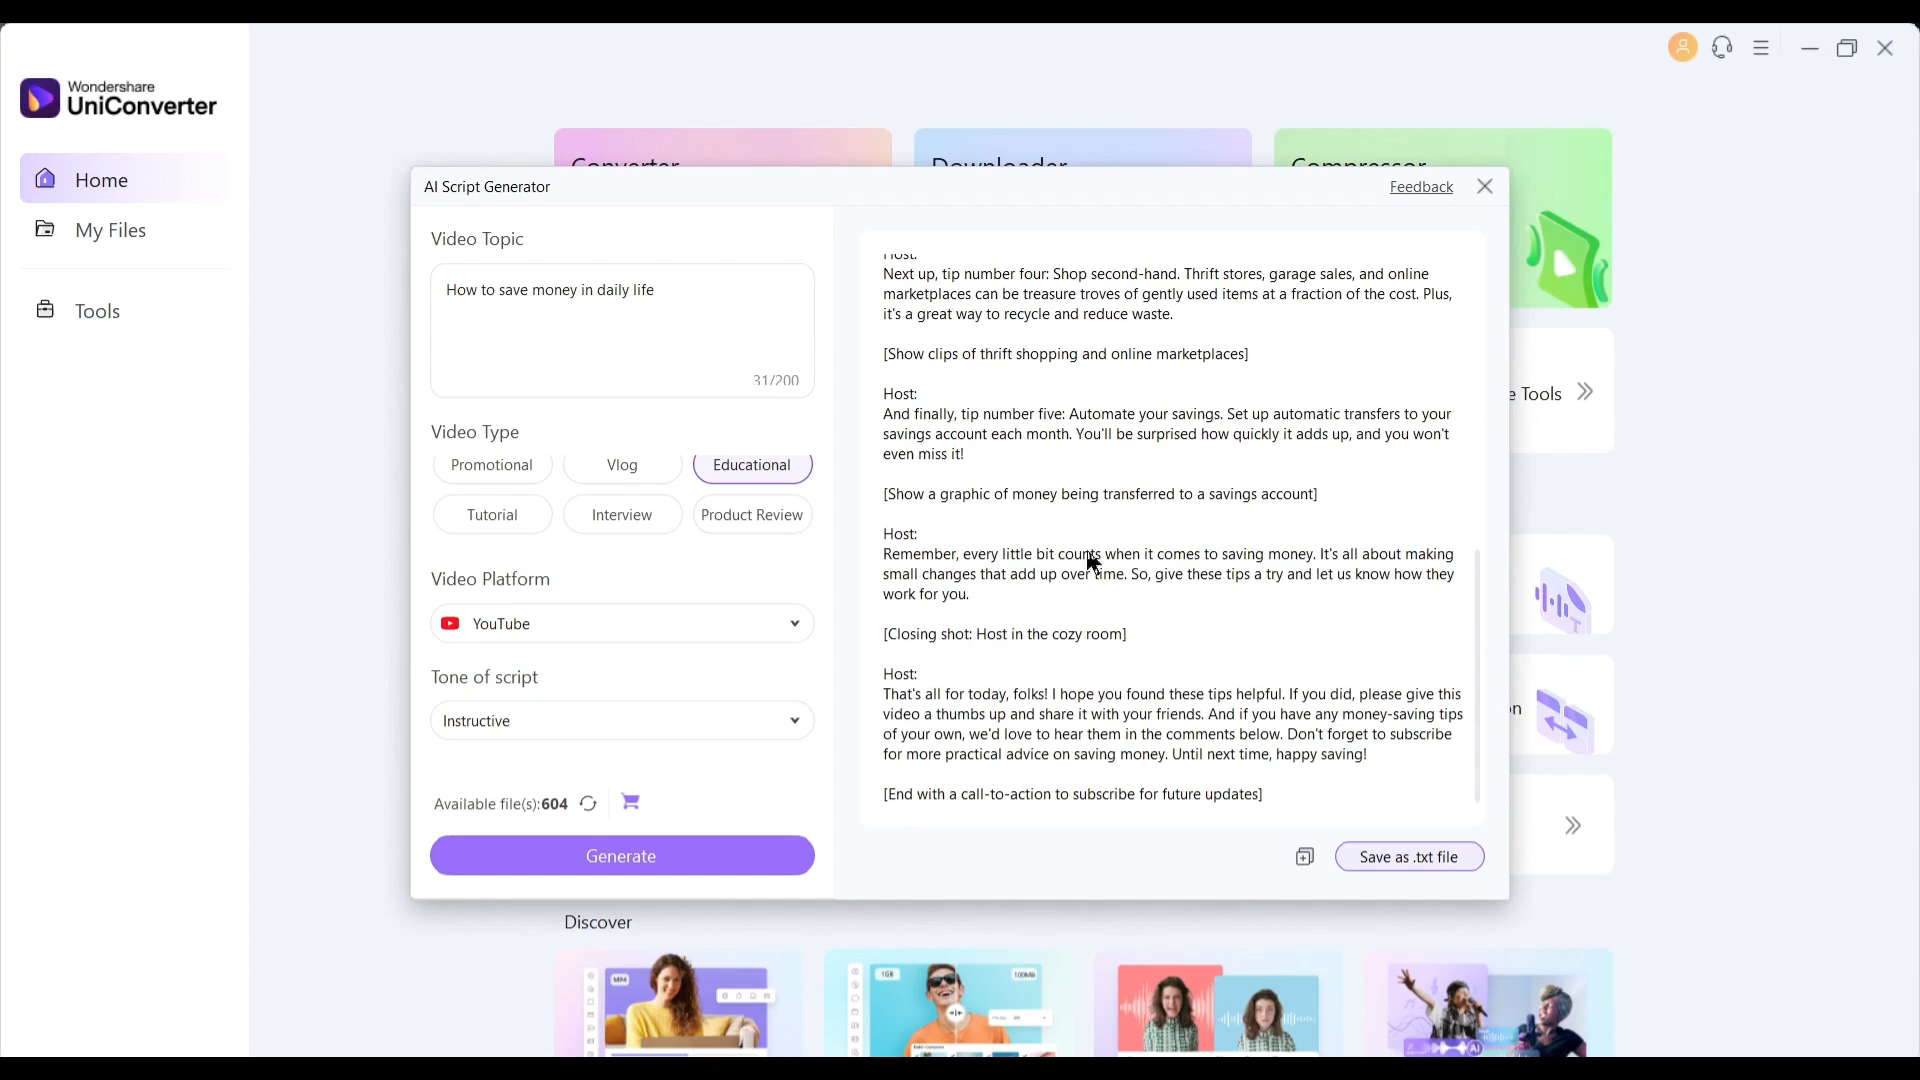 Wondershare
UniConverter
Home
My Files
Tools
Converter
Downloader
Compressor
AI Script Generator
Feedback
Video Topic
How to save money in daily life
31/200
Video Type
Promotional
Vlog
Educational
Tutorial
Interview
Product Review
Video Platform
YouTube
Tone of script
Instructive
Available file(s):604
Generate
Host:
Next up, tip number four: Shop second-hand. Thrift stores, garage sales, and online
marketplaces can be treasure troves of gently used items at a fraction of the cost. Plus,
it's a great way to recycle and reduce waste.
[Show clips of thrift shopping and online marketplaces]
Host:
And finally, tip number five: Automate your savings. Set up automatic transfers to your
savings account each month. You'll be surprised how quickly it adds up, and you won't
even miss it!
[Show a graphic of money being transferred to a savings account]
Host:
Remember, every little bit counts when it comes to saving money. It's all about making
small changes that add up over time. So, give these tips a try and let us know how they
work for you.
[Closing shot: Host in the cozy room]
Host:
That's all for today, folks! I hope you found these tips helpful. If you did, please give this
video a thumbs up and share it with your friends. And if you have any money-saving tips
of your own, we'd love to hear them in the comments below. Don't forget to subscribe
for more practical advice on saving money. Until next time, happy saving!
[End with a call-to-action to subscribe for future updates]
Save as .txt file
e Tools
n
Discover
MP4
1GB
100MB
AI